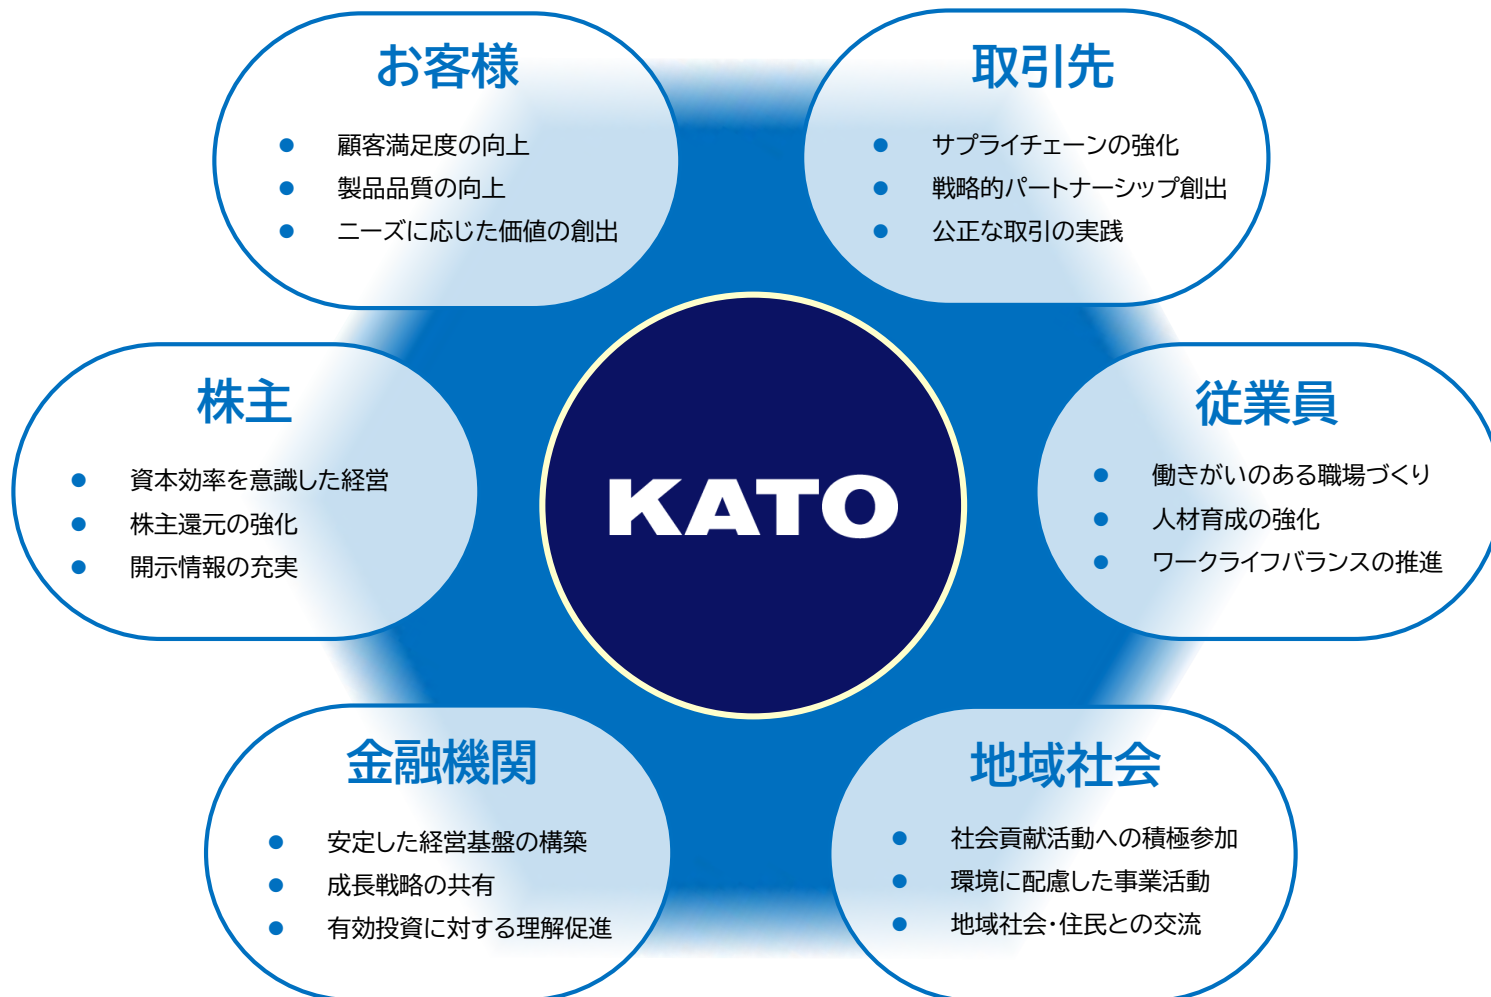 お客様
● 顧客満足度の向上
● 製品品質の向上
● ニーズに応じた価値の創出
取引先
● サプライチェーンの強化
● 戦略的パートナーシップ創出
● 公正な取引の実践
株主
● 資本効率を意識した経営
● 株主還元の強化
● 開示情報の充実
KATO
従業員
● 働きがいのある職場づくり
● 人材育成の強化
● ワークライフバランスの推進
金融機関
● 安定した経営基盤の構築
● 成長戦略の共有
● 有効投資に対する理解促進
地域社会
● 社会貢献活動への積極参加
● 環境に配慮した事業活動
● 地域社会・住民との交流